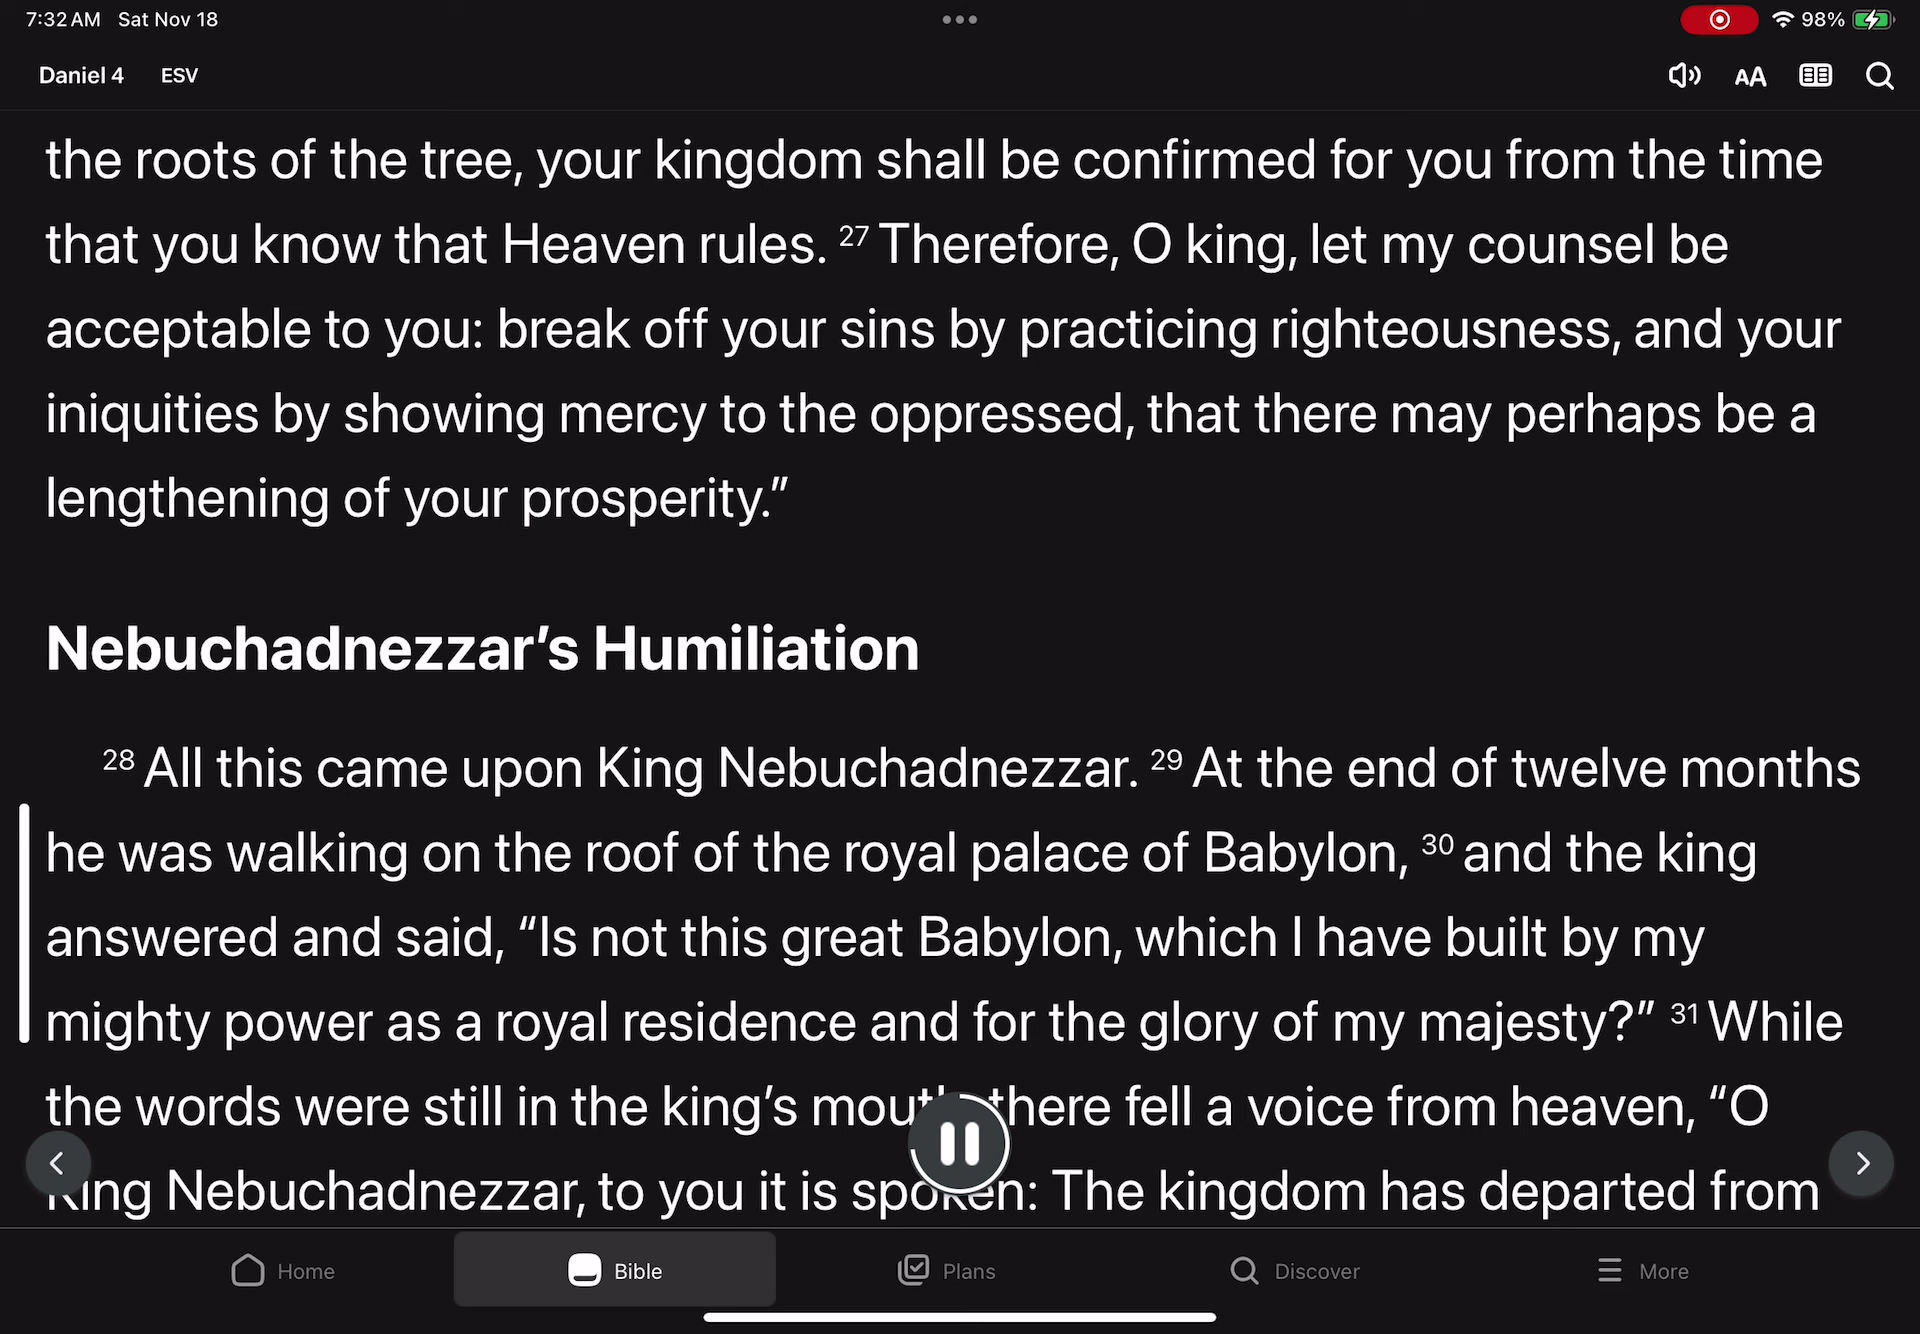 7:32 AM Sat Nov 18
98%
Daniel 4 ESV
AA
the roots of the tree, your kingdom shall be confirmed for you from the time
that you know that Heaven rules. 27 Therefore, O king, let my counsel be
acceptable to you: break off your sins by practicing righteousness, and your
iniquities by showing mercy to the oppressed, that there may perhaps be a
lengthening of your prosperity.”
Nebuchadnezzar’s Humiliation
28 All this came upon King Nebuchadnezzar. 29 At the end of twelve months
he was walking on the roof of the royal palace of Babylon, 30 and the king
answered and said, “Is not this great Babylon, which I have built by my
mighty power as a royal residence and for the glory of my majesty?” 31 While
the words were still in the king’s mouth, there fell a voice from heaven, “O
King Nebuchadnezzar, to you it is spoken: The kingdom has departed from
Home Bible Plans Discover More